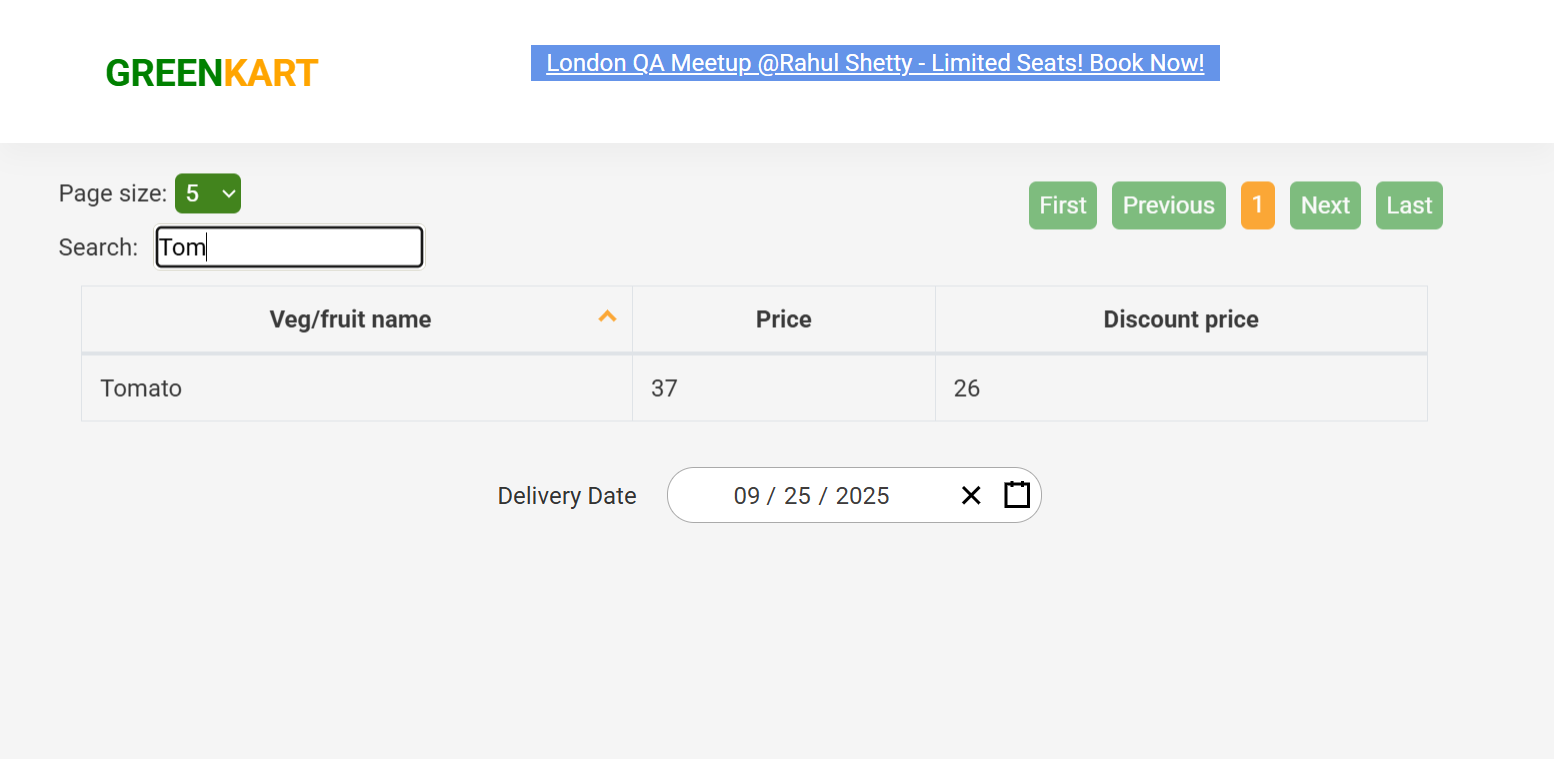 GREENKART
London QA Meetup @Rahul Shetty - Limited Seats! Book Now!
Page size: 5
First Previous 1 Next Last
Search: Tom
Veg/fruit name Price Discount price
Tomato 37 26
Delivery Date 09 / 25 / 2025